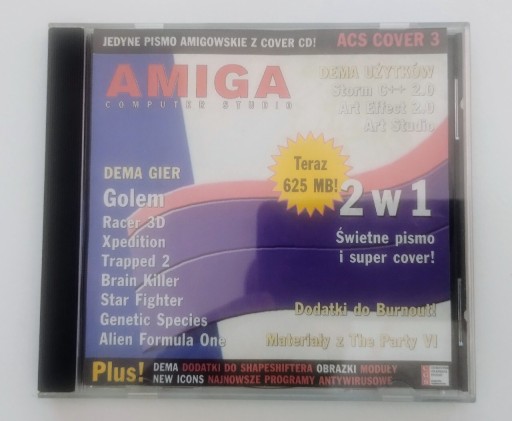 JEDYNE PISMO AMIGOWSKIE Z COVER CD!
ACS COVER 3
AMIGA
COMPUTER STUDIO
DEMA UŻYTKÓW
Storm C++ 2.0
Art Effect 2.0
Art Studio
Teraz
625 MB!
2 w 1
Świetne pismo
i super cover!
DEMA GIER
Golem
Racer 3D
Xpedition
Trapped 2
Brain Killer
Star Fighter
Genetic Species
Alien Formula One
Dodatki do Burnout!
Materiały z The Party VI
Plus!
DEMA DODATKI DO SHAPESHIFTERA OBRAZKI MODUŁY
NEW ICONS NAJNOWSZE PROGRAMY ANTYWIRUSOWE